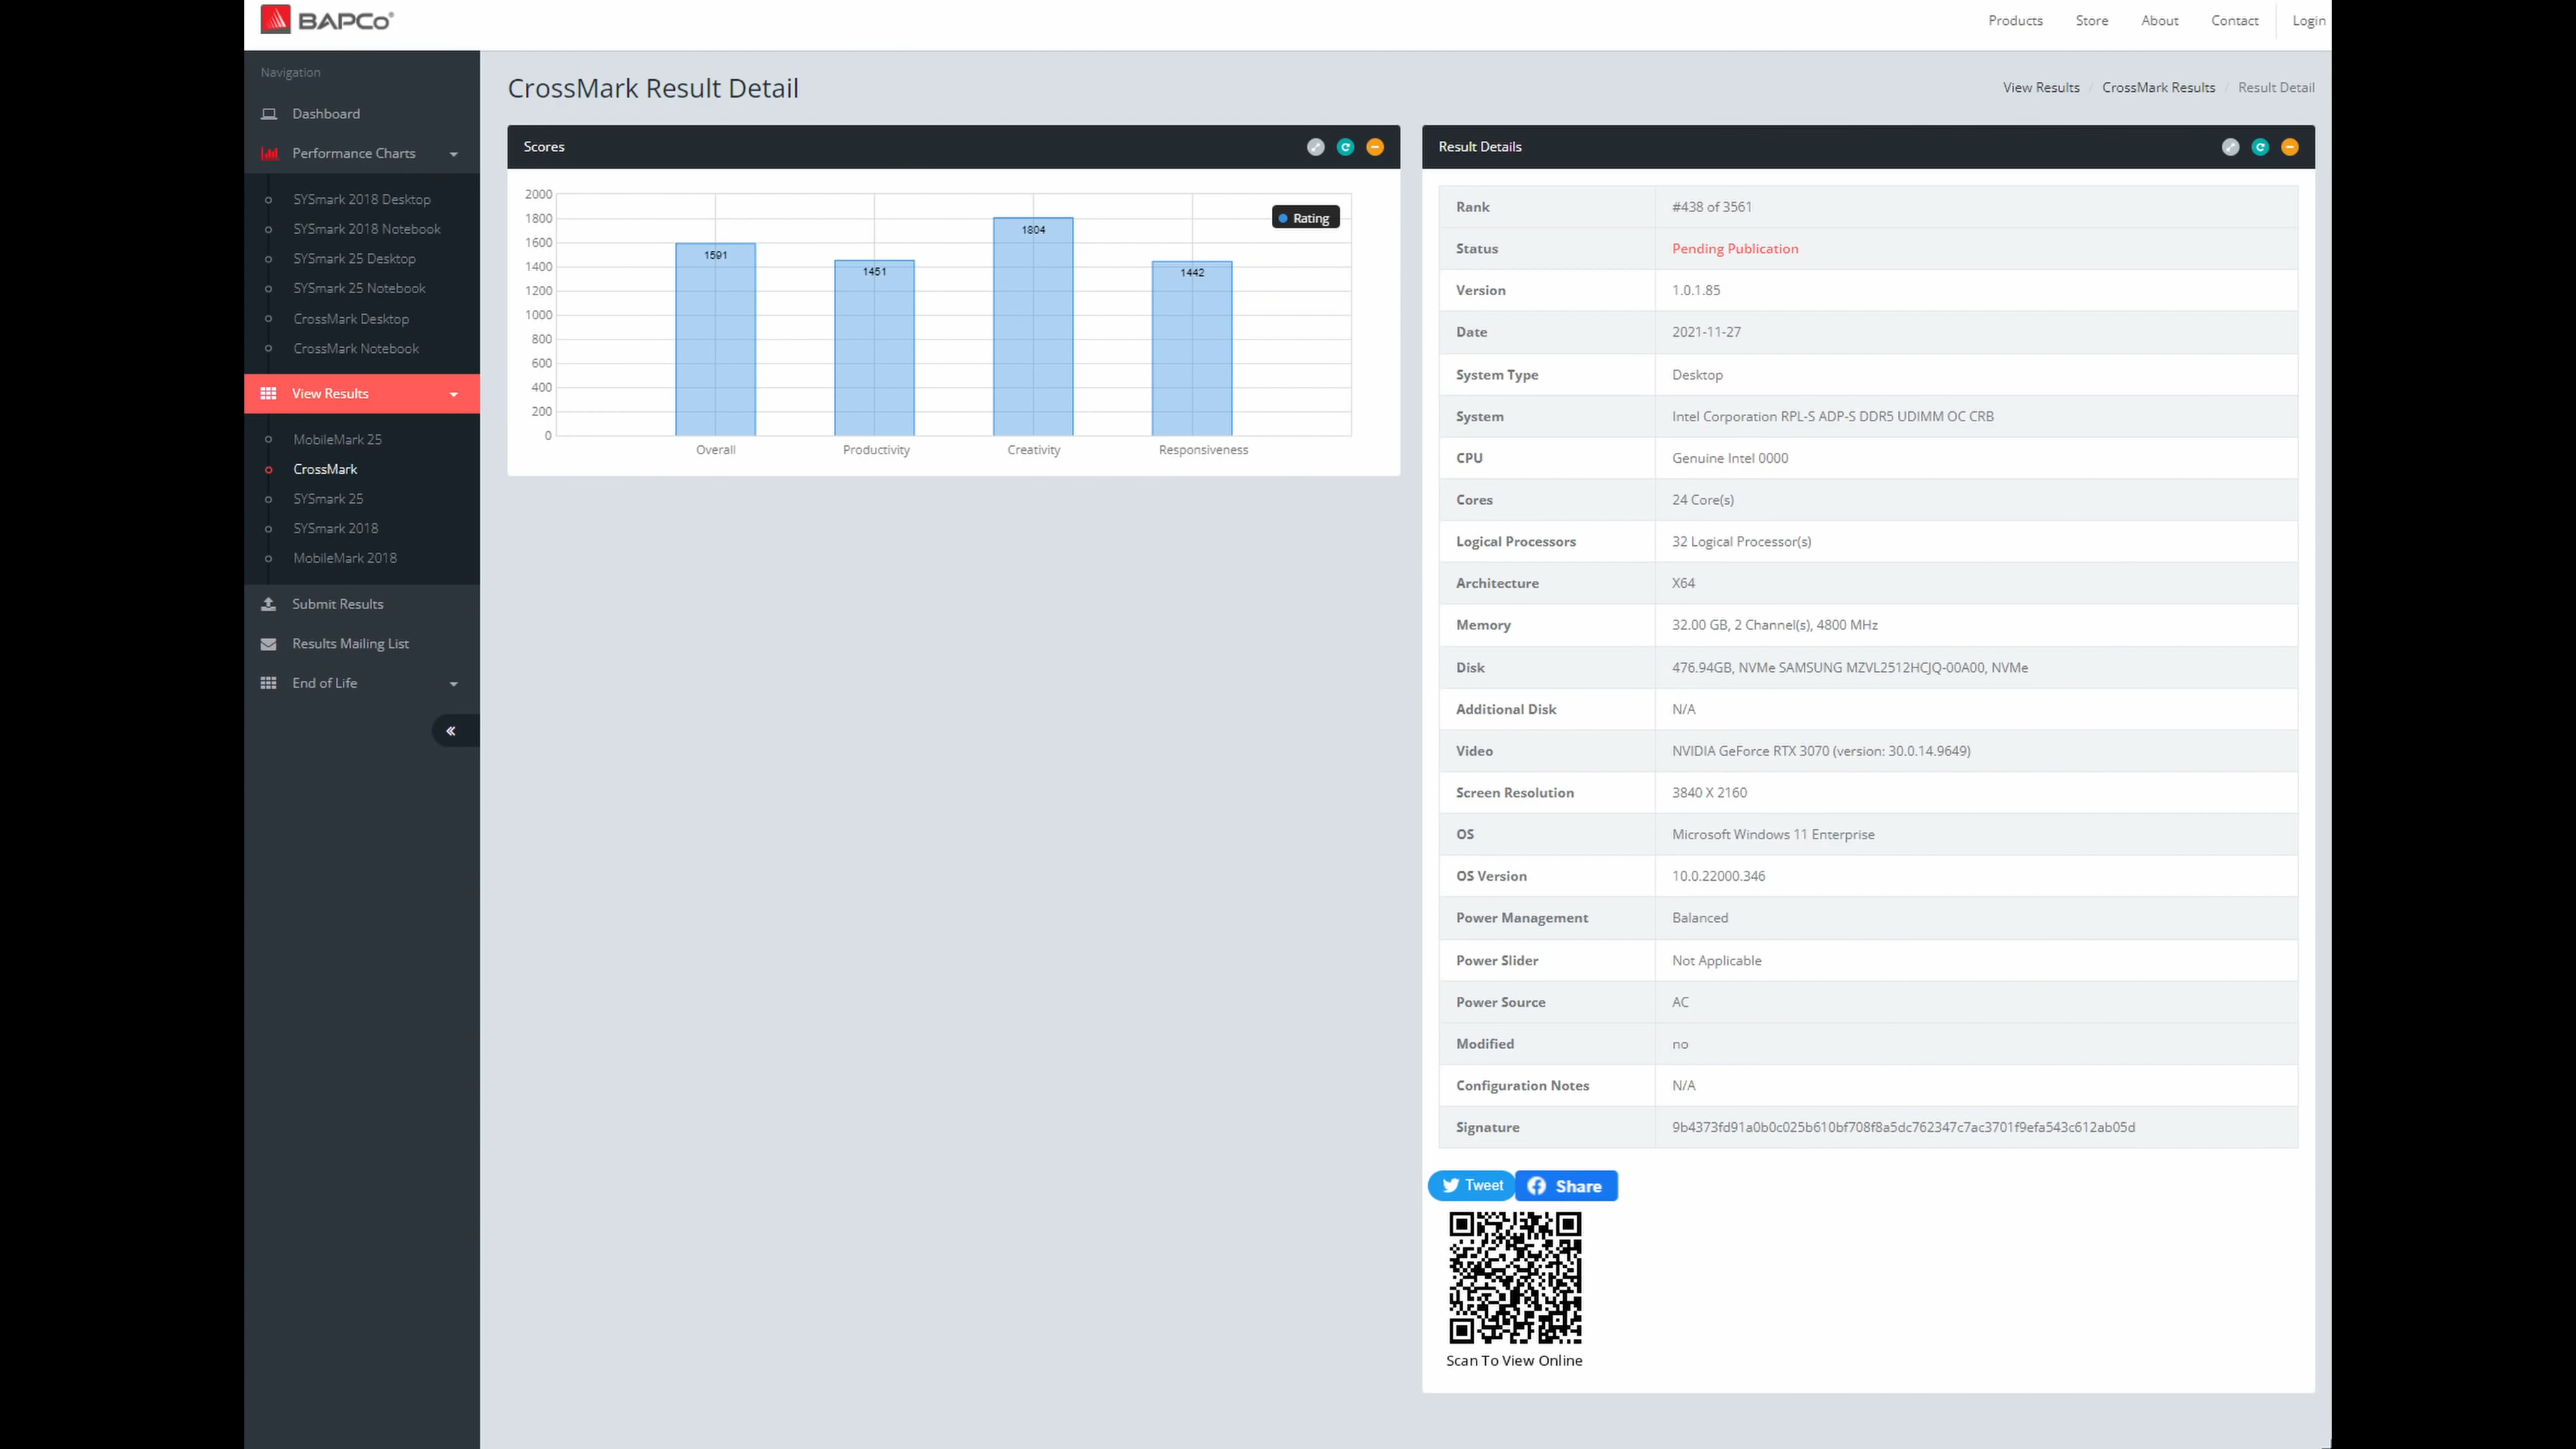 BAPCo®
Products
Store
About
Contact
Login
Navigation
Dashboard
Performance Charts
SYSmark 2018 Desktop
SYSmark 2018 Notebook
SYSmark 25 Desktop
SYSmark 25 Notebook
CrossMark Desktop
CrossMark Notebook
View Results
MobileMark 25
CrossMark
SYSmark 25
SYSmark 2018
MobileMark 2018
Submit Results
Results Mailing List
End of Life
CrossMark Result Detail
View Results / CrossMark Results / Result Detail
Scores
2000
1800
1600
1400
1200
1000
800
600
400
200
0
Rating
1591
1451
1804
1442
Overall
Productivity
Creativity
Responsiveness
Result Details
Rank #438 of 3561
Status Pending Publication
Version 1.0.1.85
Date 2021-11-27
System Type Desktop
System Intel Corporation RPL-S ADP-S DDR5 UDIMM OC CRB
CPU Genuine Intel 0000
Cores 24 Core(s)
Logical Processors 32 Logical Processor(s)
Architecture X64
Memory 32.00 GB, 2 Channel(s), 4800 MHz
Disk 476.94GB, NVMe SAMSUNG MZVL2512HCJQ-00A00, NVMe
Additional Disk N/A
Video NVIDIA GeForce RTX 3070 (version: 30.0.14.9649)
Screen Resolution 3840 X 2160
OS Microsoft Windows 11 Enterprise
OS Version 10.0.22000.346
Power Management Balanced
Power Slider Not Applicable
Power Source AC
Modified no
Configuration Notes N/A
Signature 9b4373fd91a0b0c025b610bf708f8a5dc762347c7ac3701f9efa543c612ab05d
Tweet
Share
Scan To View Online